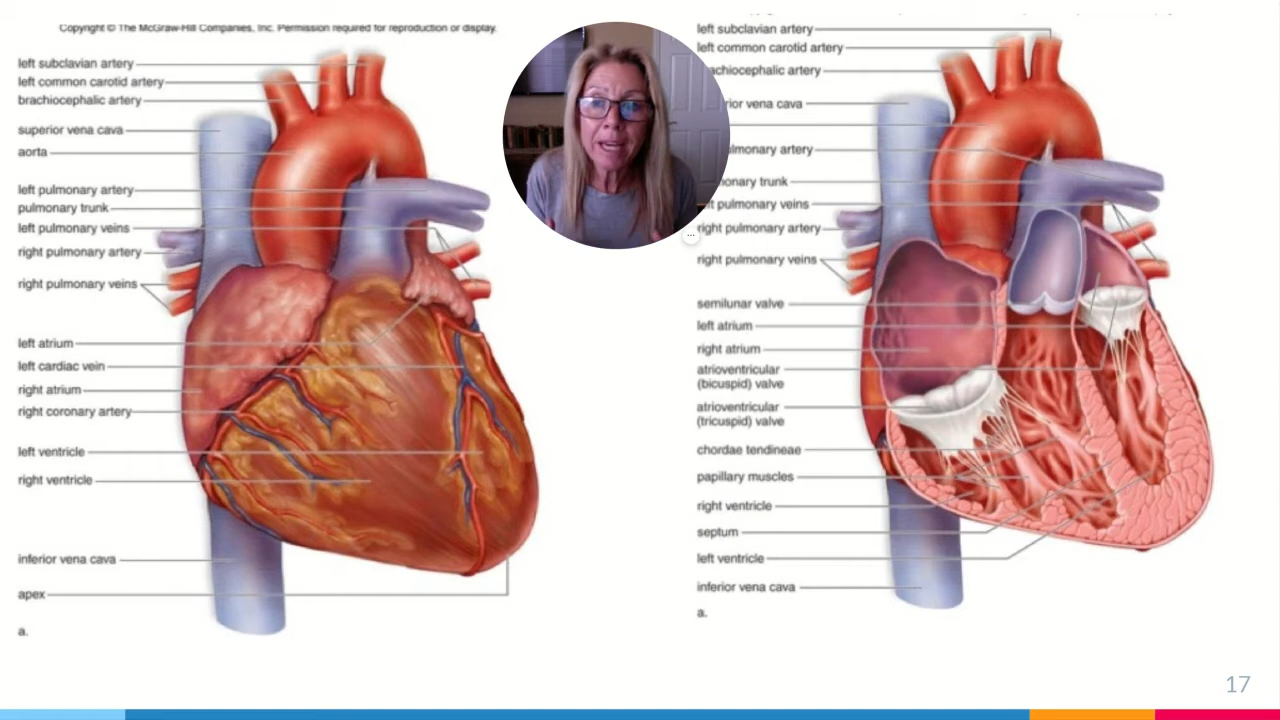 Copyright © The McGraw-Hill Companies, Inc. Permission required for reproduction or display.
left subclavian artery
left common carotid artery
brachiocephalic artery
superior vena cava
aorta
left pulmonary artery
pulmonary trunk
left pulmonary veins
right pulmonary artery
right pulmonary veins
left atrium
left cardiac vein
right atrium
right coronary artery
left ventricle
right ventricle
inferior vena cava
apex
a.
left subclavian artery
left common carotid artery
artery
vena cava
artery
trunk
pulmonary veins
right pulmonary artery
right pulmonary veins
semilunar valve
left atrium
right atrium
atrioventricular
(bicuspid) valve
atrioventricular
(tricuspid) valve
chordae tendineae
papillary muscles
right ventricle
septum
left ventricle
inferior vena cava
a.
17